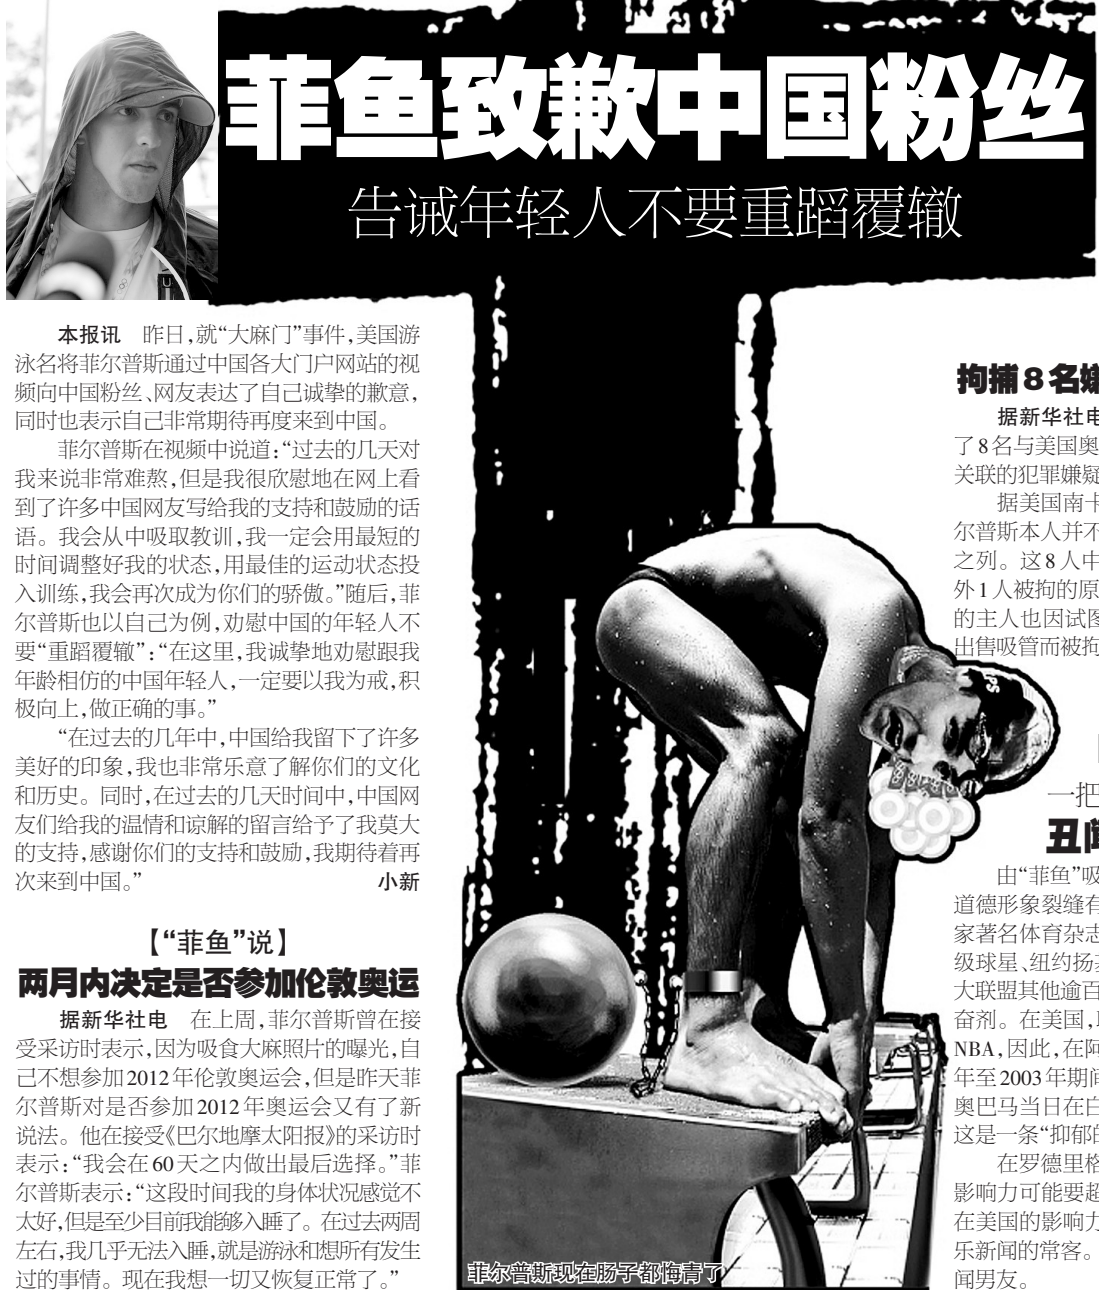 菲鱼致歉中国粉丝
告诫年轻人不要重蹈覆辙
本报讯 昨日,就“大麻门”事件,美国游
泳名将菲尔普斯通过中国各大门户网站的视
频向中国粉丝、网友表达了自己诚挚的歉意,
同时也表示自己非常期待再度来到中国。
菲尔普斯在视频中说道:“过去的几天对
我来说非常难熬,但是我很欣慰地在网上看
到了许多中国网友写给我的支持和鼓励的话
语。我会从中吸取教训,我一定会用最短的
时间调整好我的状态,用最佳的运动状态投
入训练,我会再次成为你们的骄傲。”随后,菲
尔普斯也以自己为例,劝慰中国的年轻人不
要“重蹈覆辙”:“在这里,我诚挚地劝慰跟我
年龄相仿的中国年轻人,一定要以我为戒,积
极向上,做正确的事。”
“在过去的几年中,中国给我留下了许多
美好的印象,我也非常乐意了解你们的文化
和历史。同时,在过去的几天时间中,中国网
友们给我的温情和谅解的留言给予了我莫大
的支持,感谢你们的支持和鼓励,我期待着再
次来到中国。” 小新
【“菲鱼”说】
两月内决定是否参加伦敦奥运
据新华社电 在上周,菲尔普斯曾在接
受采访时表示,因为吸食大麻照片的曝光,自
己不想参加2012年伦敦奥运会,但是昨天菲
尔普斯对是否参加2012年奥运会又有了新
说法。他在接受《巴尔地摩太阳报》的采访时
表示:“我会在60天之内做出最后选择。”菲
尔普斯表示:“这段时间我的身体状况感觉不
太好,但是至少目前我能够入睡了。在过去两周
左右,我几乎无法入睡,就是游泳和想所有发生
过的事情。现在我想一切又恢复正常了。”
菲尔普斯现在肠子都悔青了
拘捕8名嫌
据新华社电
了8名与美国奥
关联的犯罪嫌疑
据美国南卡
尔普斯本人并不
之列。这8人中
外1人被拘的原
的主人也因试图
出售吸管而被拘
一把
丑闻
由“菲鱼”吸
道德形象裂缝有
家著名体育杂志
级球星、纽约扬基
大联盟其他逾百
奋剂。在美国,
NBA,因此,在阿
年至2003年期间
奥巴马当日在白
这是一条“抑郁的
在罗德里格
影响力可能要超
在美国的影响力
乐新闻的常客。
闻男友。